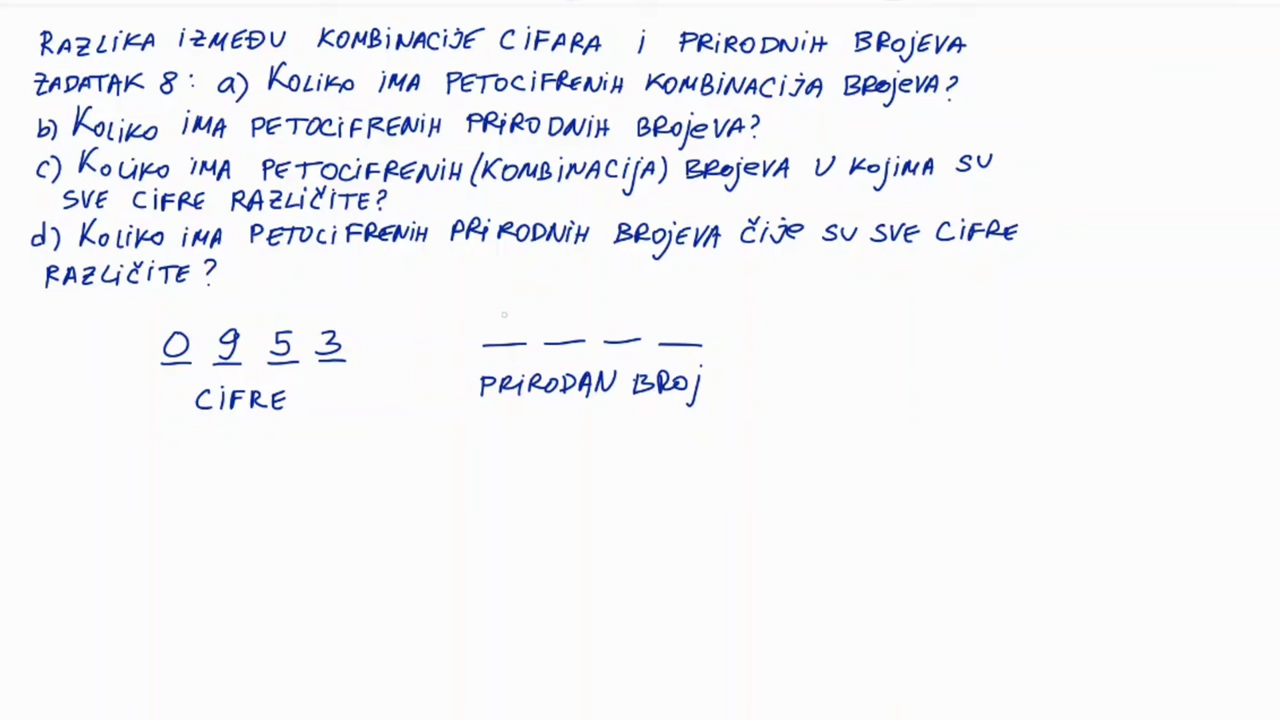 RAZLIKA IZMEĐU KOMBINACIJE CIFARA i PRIRODNIH BROJEVA
ZADATAK 8: a) KOLIKO IMA PETOCIFRENIH KOMBINACIJA BROJEVA?
b) KOLIKO IMA PETOCIFRENIH PRIRODNIH BROJEVA?
c) KOLIKO IMA PETOCIFRENIH (KOMBINACIJA) BROJEVA U KOJIMA SU
SVE CIFRE RAZLIČITE?
d) KOLIKO IMA PETOCIFRENIH PRIRODNIH BROJEVA ČIJE SU SVE CIFRE
RAZLIČITE?
0 9 5 3
CIFRE
PRIRODAN BROJ